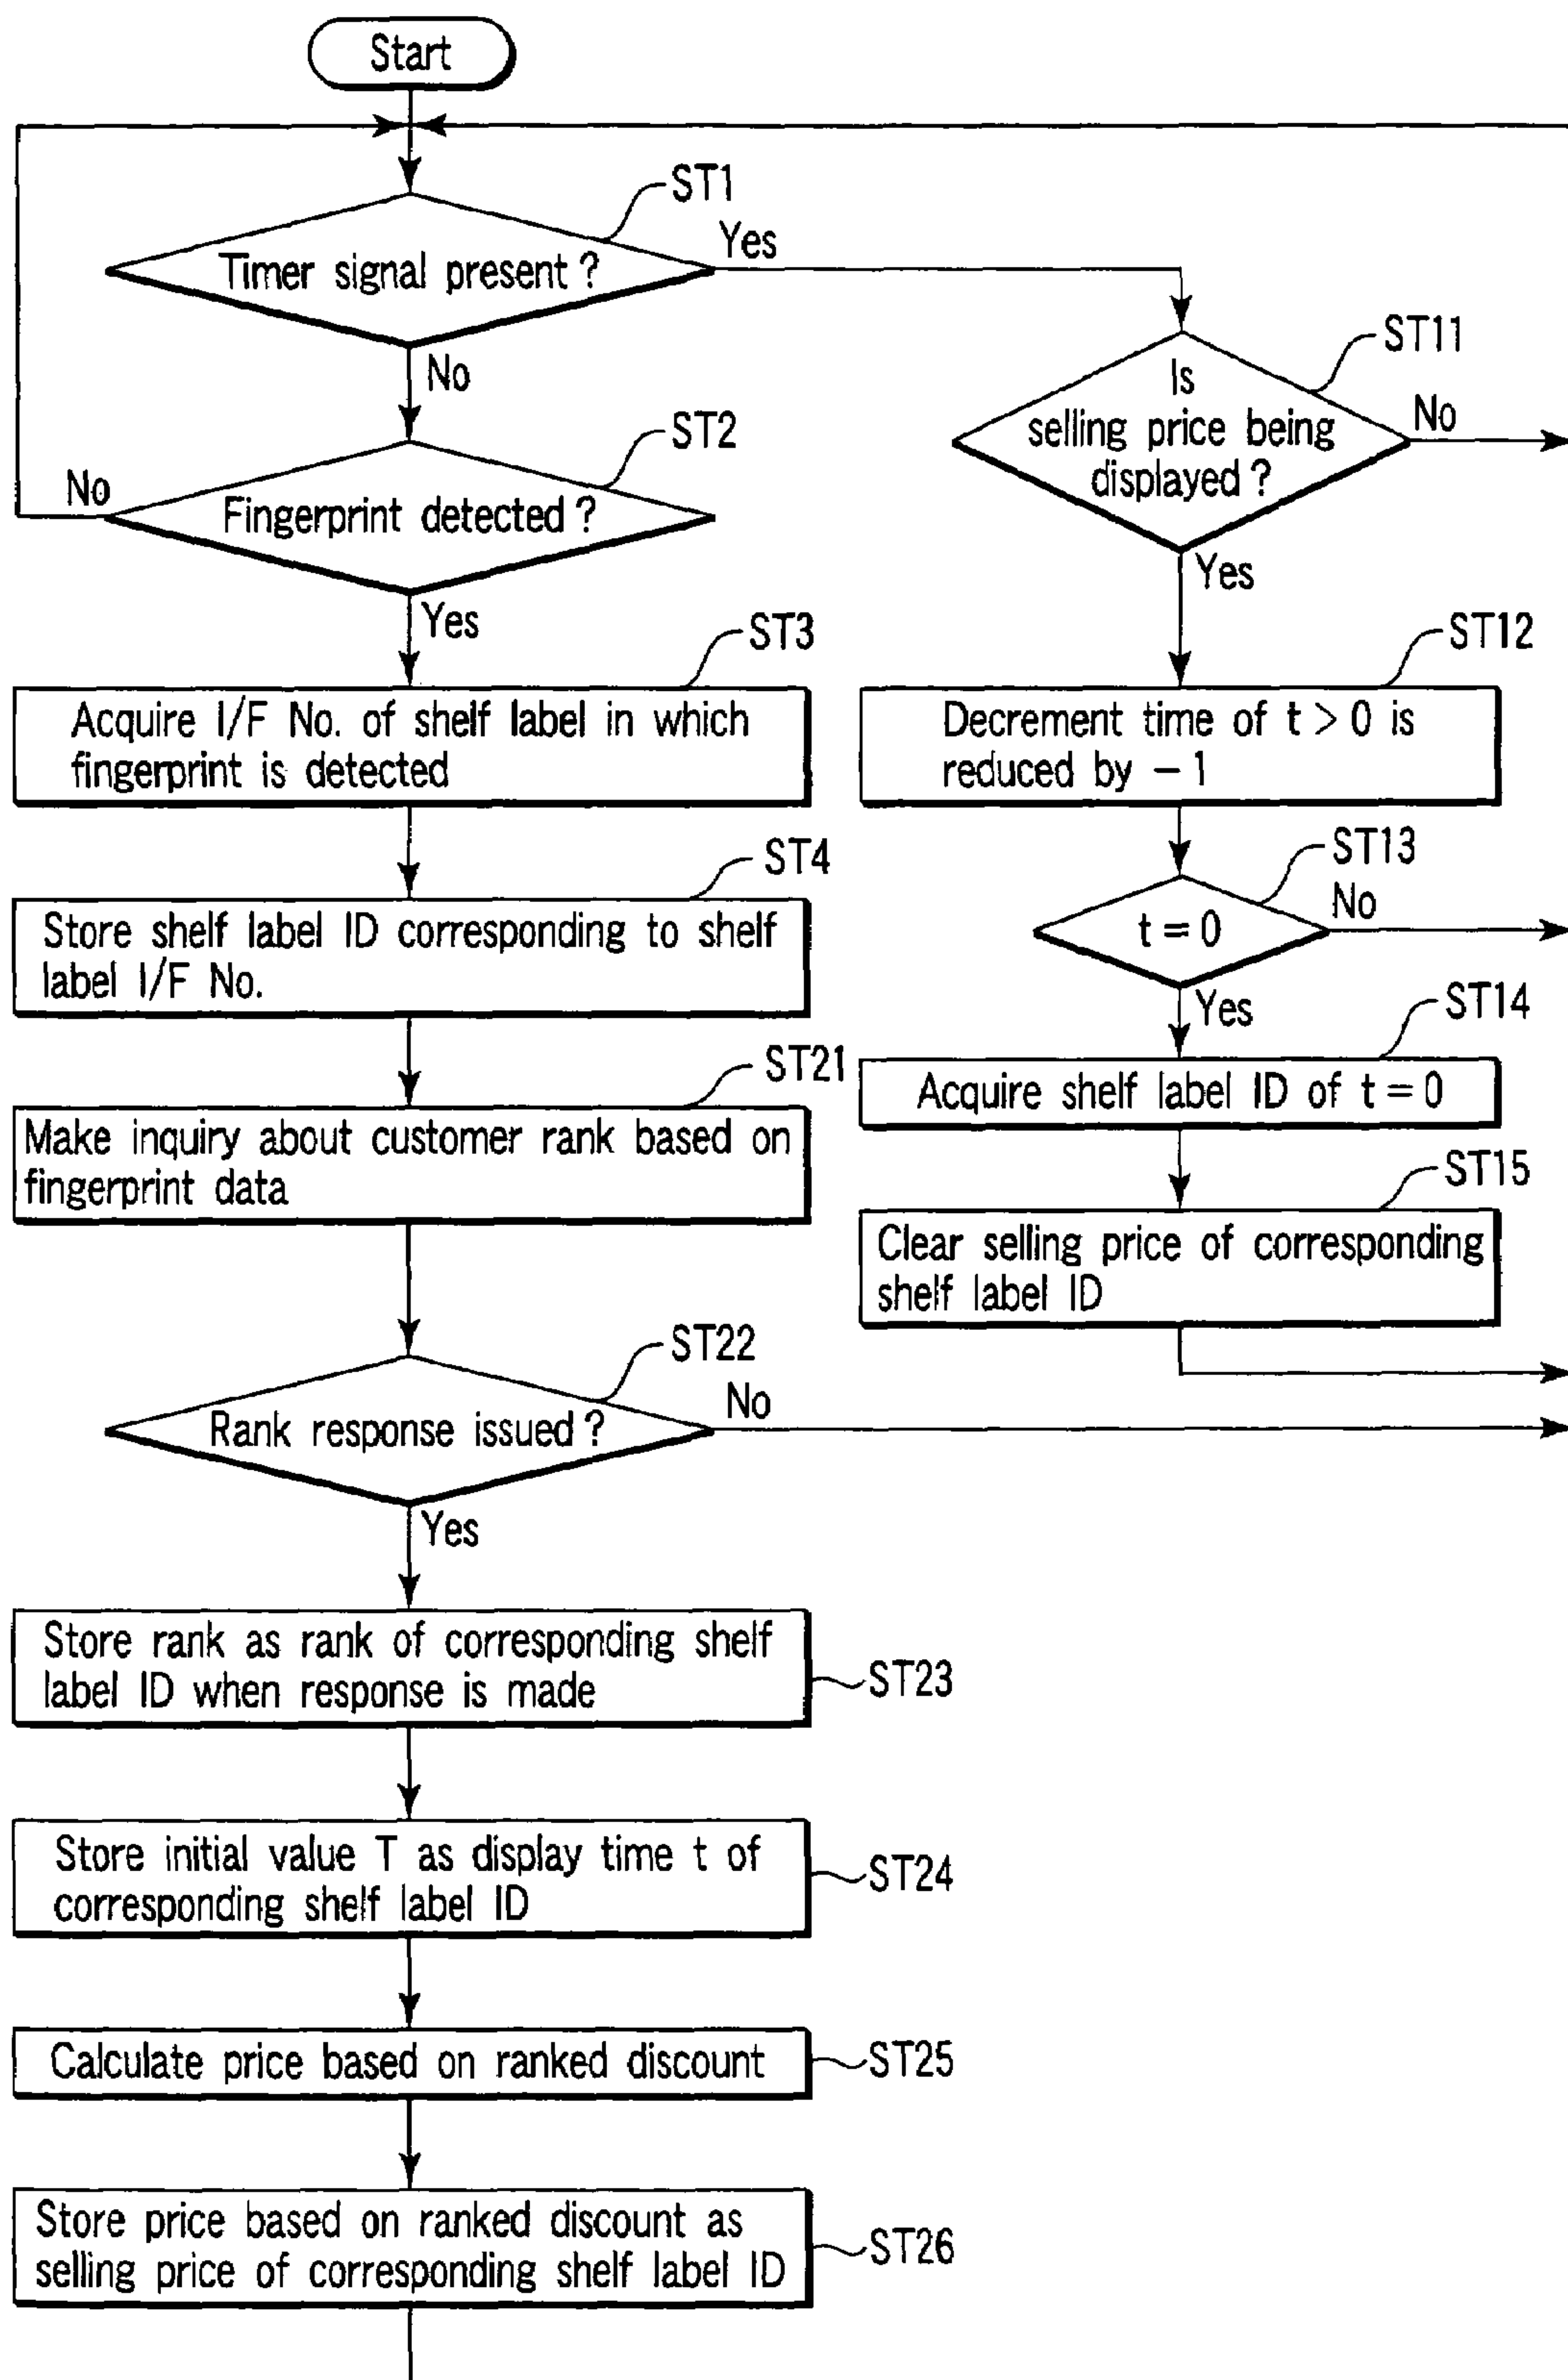 Start
ST1
Timer signal present ?
Yes
No
ST2
Fingerprint detected ?
No
Yes
ST3
Acquire I/F No. of shelf label in which
fingerprint is detected
ST4
Store shelf label ID corresponding to shelf
label I/F No.
ST21
Make inquiry about customer rank based on
fingerprint data
ST22
Rank response issued ?
No
Yes
Store rank as rank of corresponding shelf
label ID when response is made
ST23
Store initial value T as display time t of
corresponding shelf label ID
ST24
Calculate price based on ranked discount
ST25
Store price based on ranked discount as
selling price of corresponding shelf label ID
ST26
ST11
Is
selling price being
displayed ?
No
Yes
ST12
Decrement time of t > 0 is
reduced by – 1
ST13
t = 0
No
Yes
ST14
Acquire shelf label ID of t = 0
ST15
Clear selling price of corresponding
shelf label ID